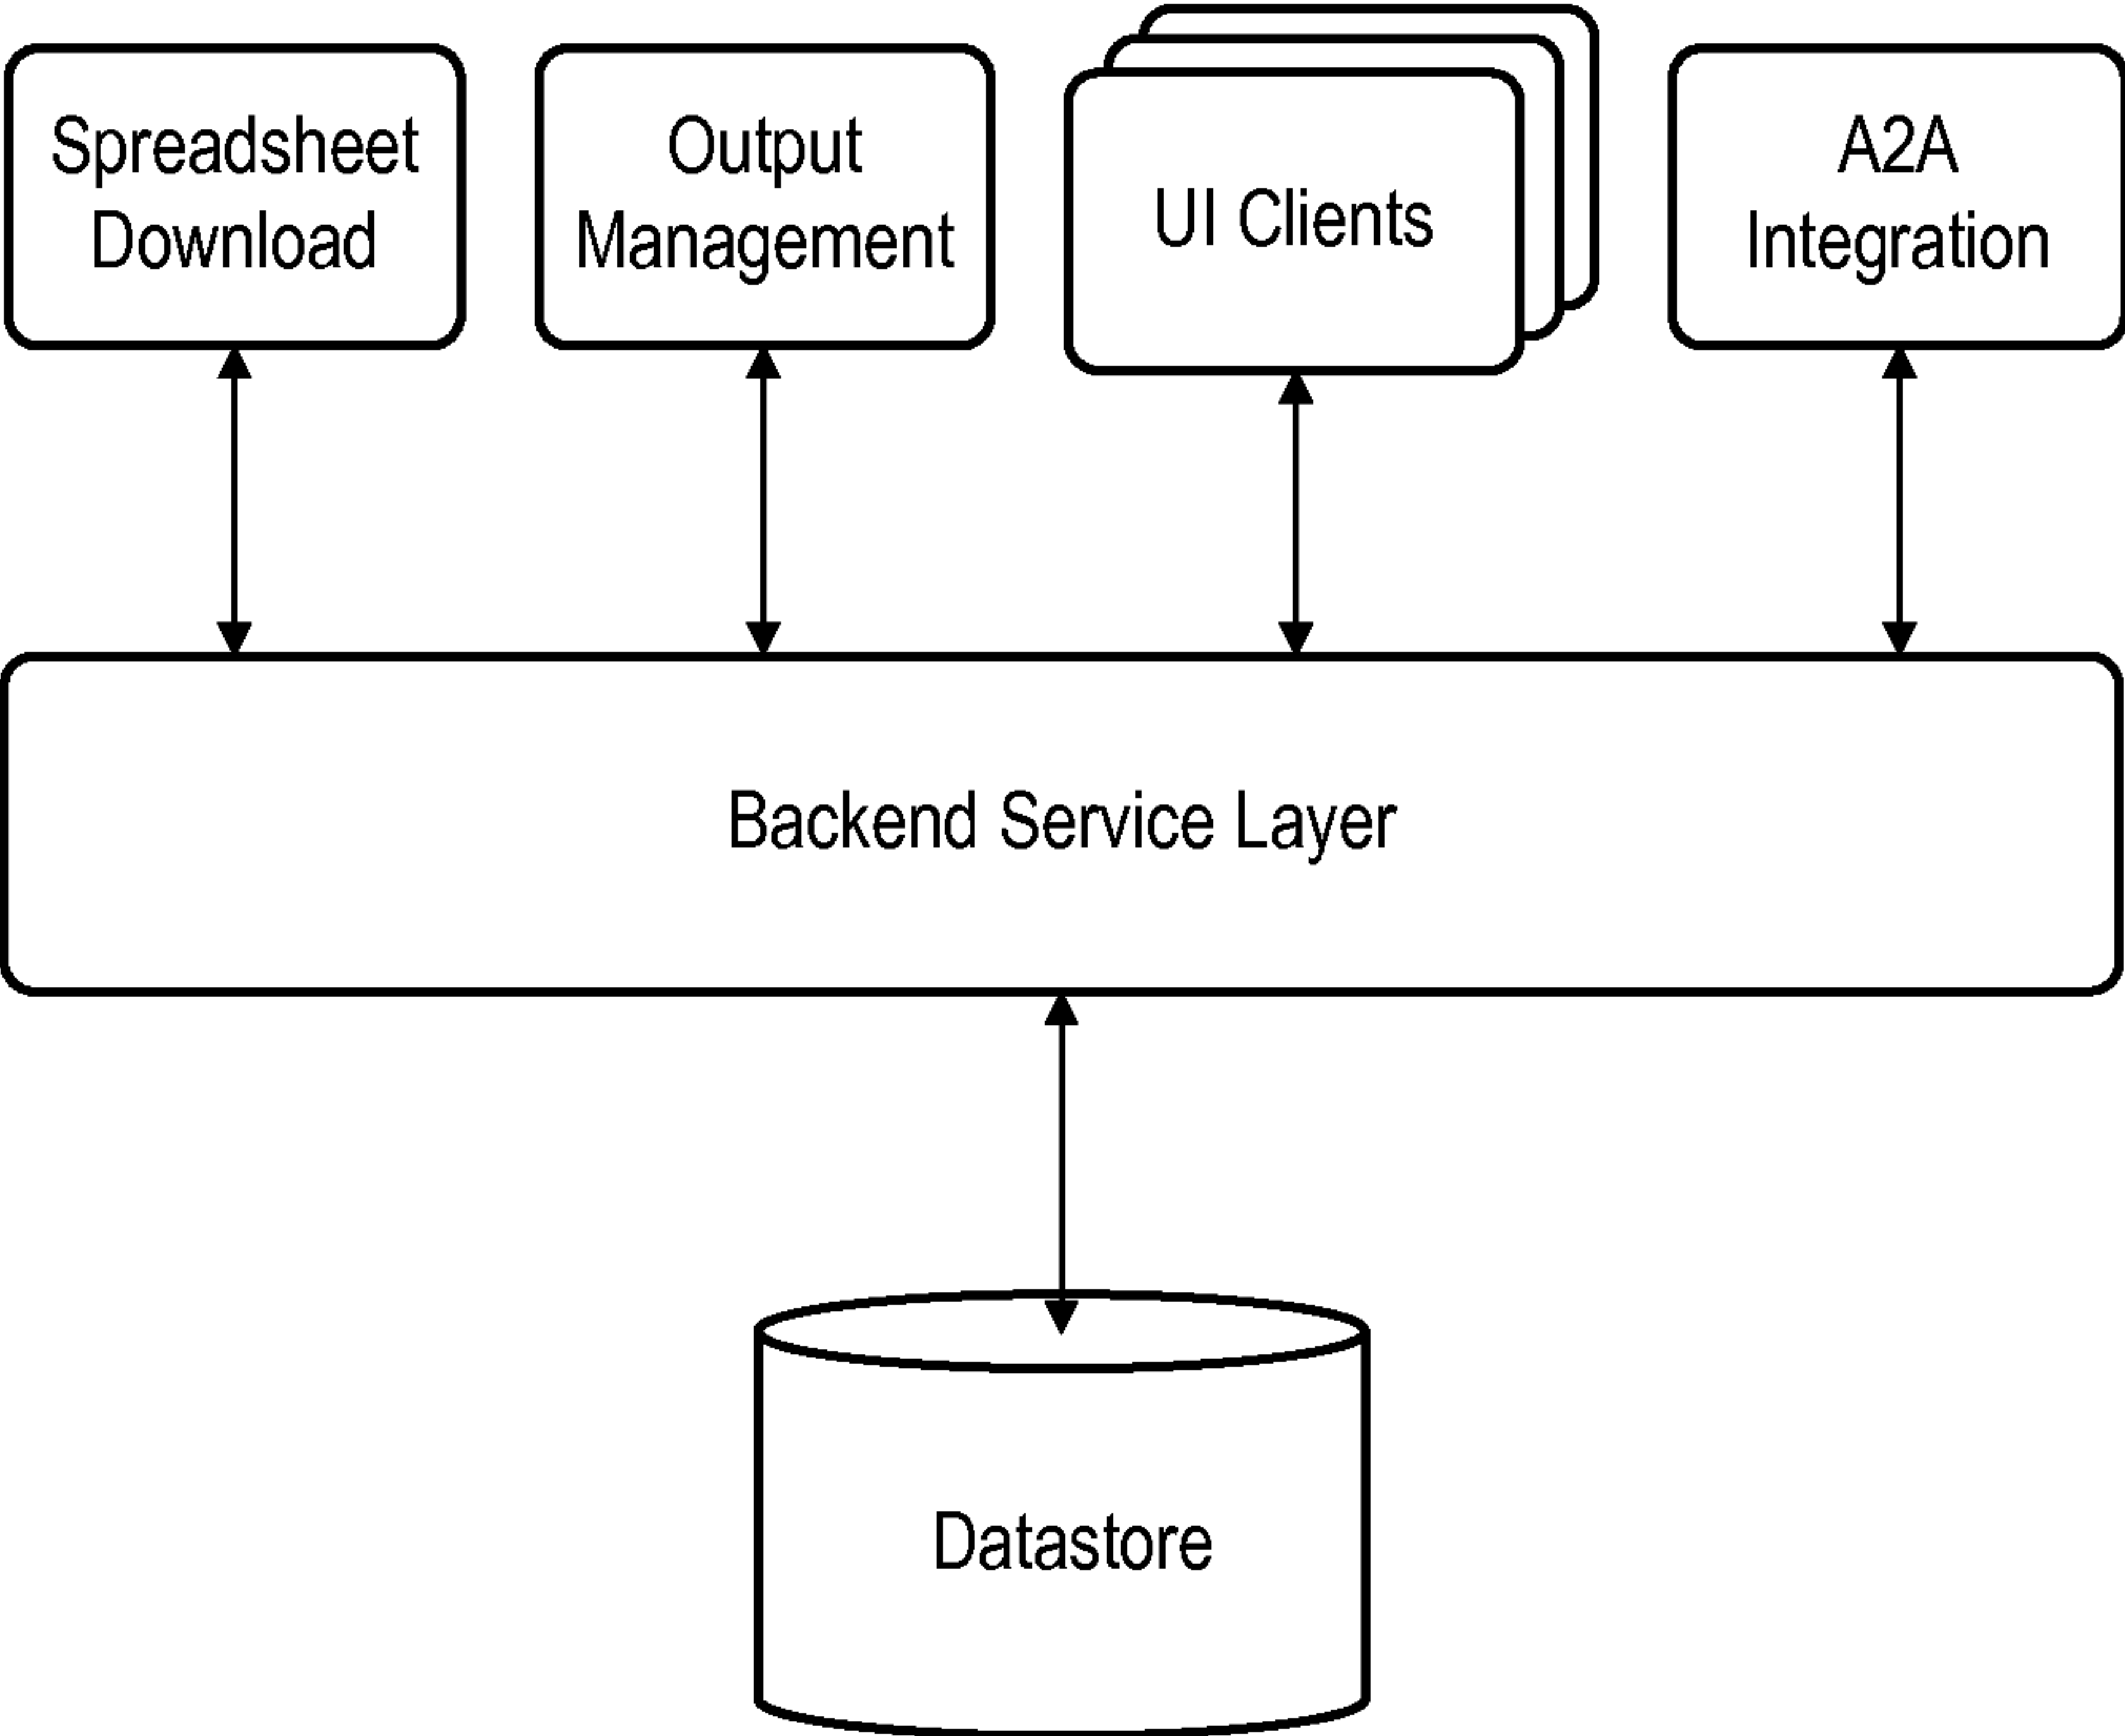 Spreadsheet
Download
Output
Management
UI Clients
A2A
Integration
Backend Service Layer
Datastore